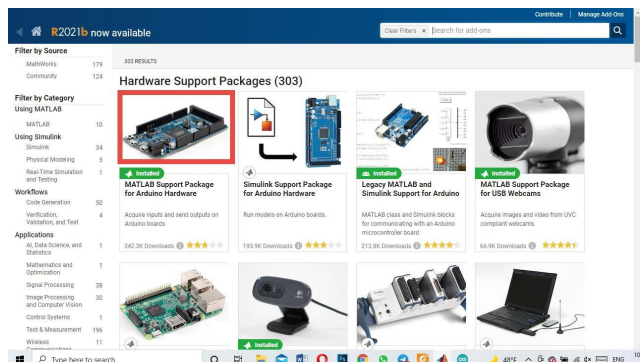 Contribute
Manage Add-Ons
R2021b now available
Clear Filters × Search for add-ons
Filter by Source
MathWorks 179
Community 124
Filter by Category
Using MATLAB
MATLAB 10
Using Simulink
Simulink 34
Physical Modeling 5
Real-Time Simulation and Testing 1
Workflows
Code Generation 50
Verification, Validation, and Test 4
Applications
AI, Data Science, and Statistics 1
Mathematics and Optimization 1
Signal Processing 38
Image Processing and Computer Vision 30
Control Systems 1
Test & Measurement 196
Wireless Communications 11
303 RESULTS
Hardware Support Packages (303)
Installed
MATLAB Support Package
for Arduino Hardware
Acquire inputs and send outputs on
Arduino boards
342.3K Downloads
Simulink Support Package
for Arduino Hardware
Run models on Arduino boards.
193.9K Downloads
Installed
Legacy MATLAB and
Simulink Support for Arduino
MATLAB class and Simulink blocks
for communicating with an Arduino
microcontroller board
213.8K Downloads
Installed
MATLAB Support Package
for USB Webcams
Acquire images and video from UVC
compliant webcams.
66.9K Downloads
Installed
Type here to search
48°F
ENG
10